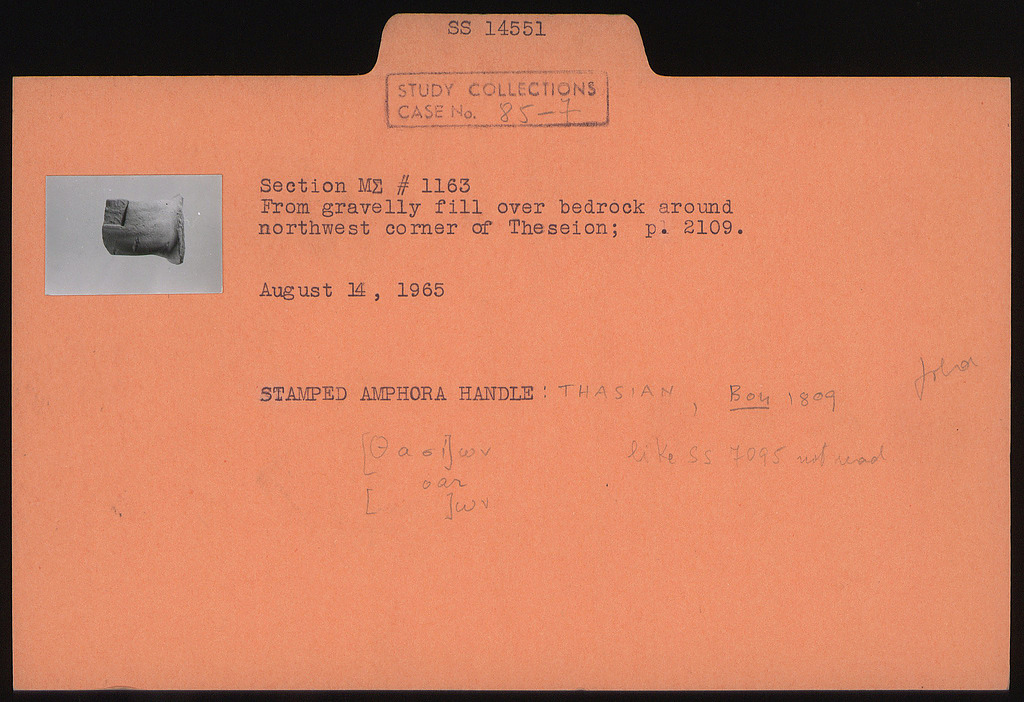 SS 14551
STUDY COLLECTIONS
CASE No. 85-7
Section ΜΣ # 1163
From gravelly fill over bedrock around
northwest corner of Theseion; p. 2109.
August 14, 1965
STAMPED AMPHORA HANDLE: THASIAN, Bon 1809
[Θασί]ων like SS 7095 not read
oar
[ ]ων